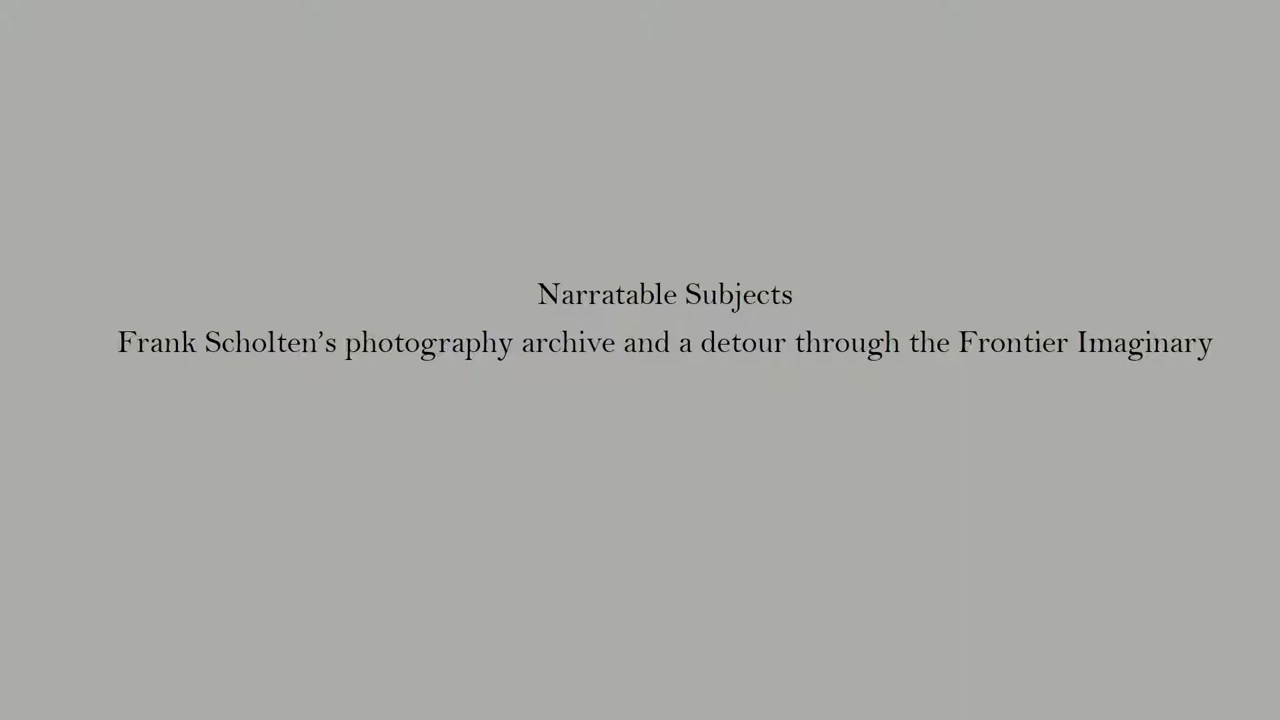 Narratable Subjects
Frank Scholten’s photography archive and a detour through the Frontier Imaginary